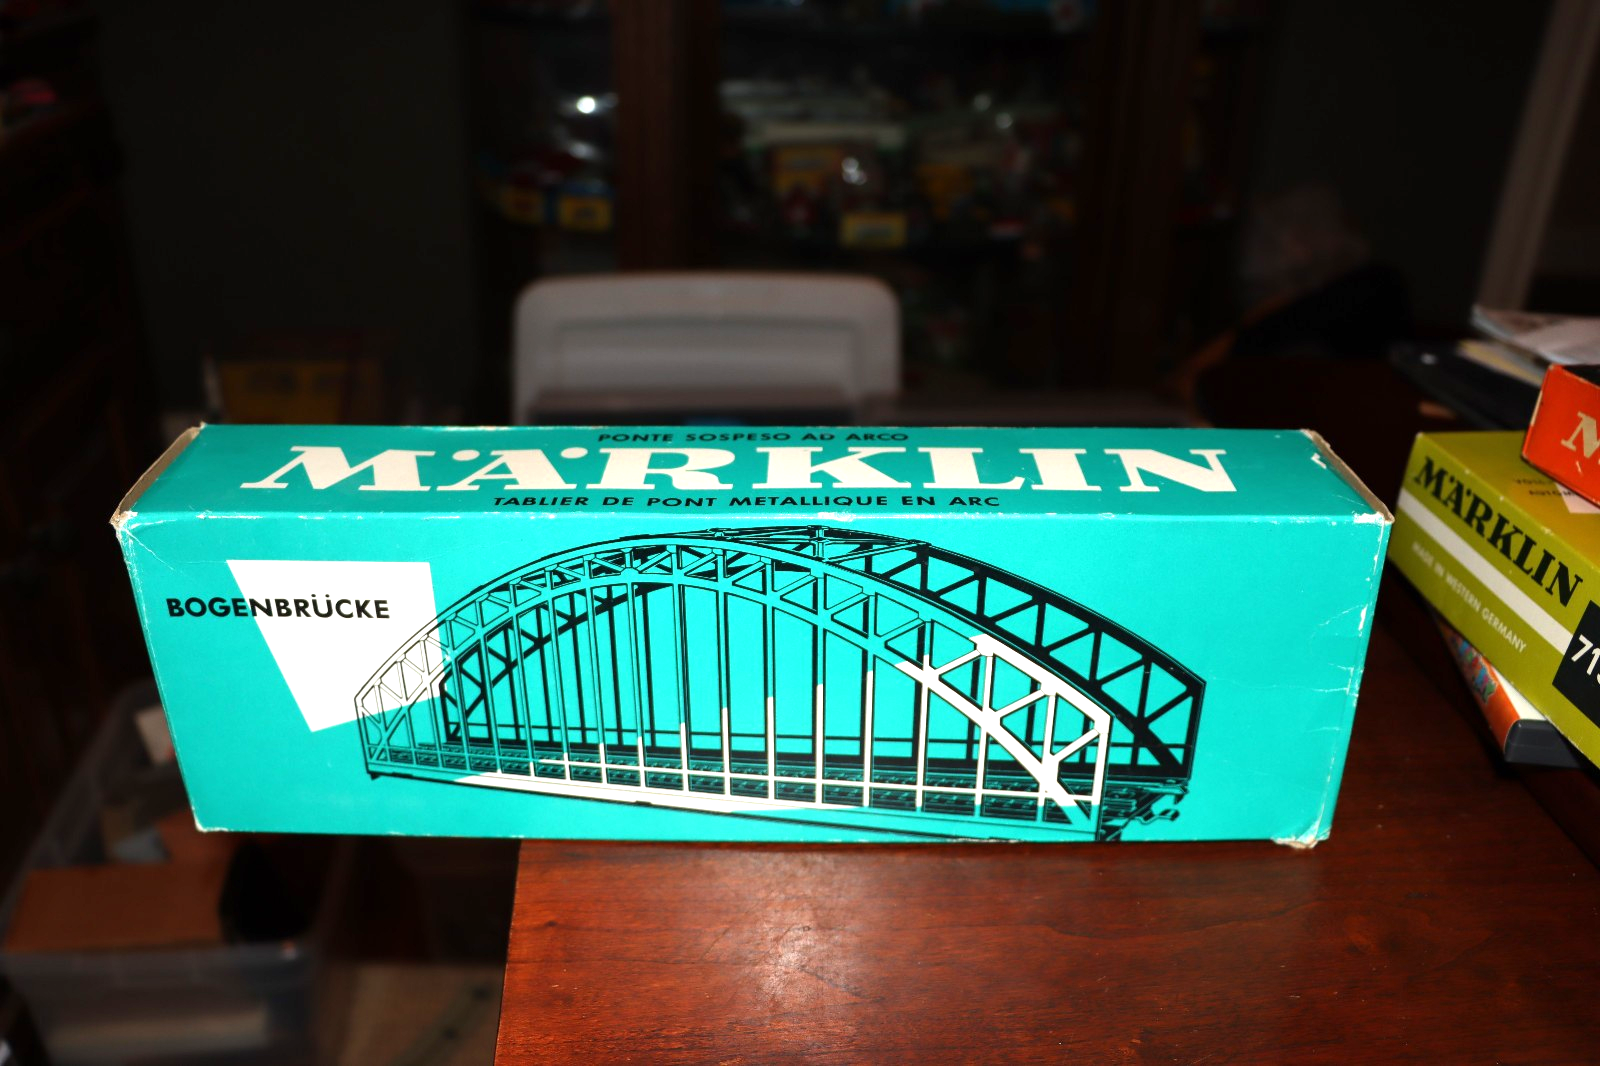 PONTE SOSPESO AD ARCO
MÄRKLIN
TABLIER DE PONT METALLIQUE EN ARC
BOGENBRÜCKE
MÄRKLIN
MADE IN WESTERN GERMANY